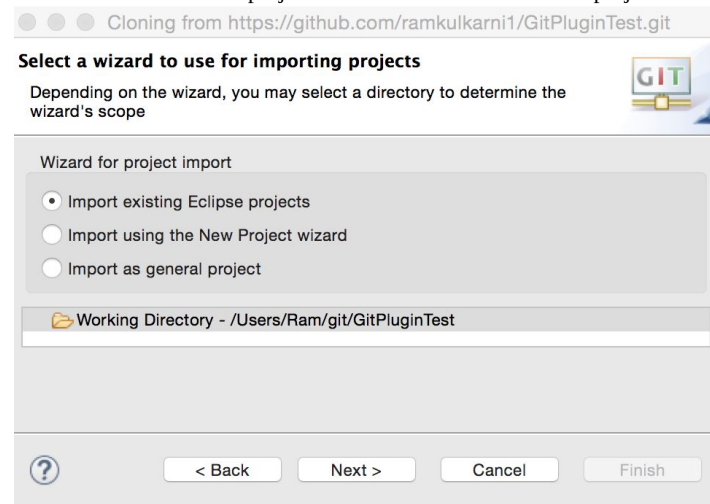 Cloning from https://github.com/ramkulkarni1/GitPluginTest.git
Select a wizard to use for importing projects
GIT
Depending on the wizard, you may select a directory to determine the
wizard's scope
Wizard for project import
Import existing Eclipse projects
Import using the New Project wizard
Import as general project
Working Directory - /Users/Ram/git/GitPluginTest
?
< Back
Next >
Cancel
Finish